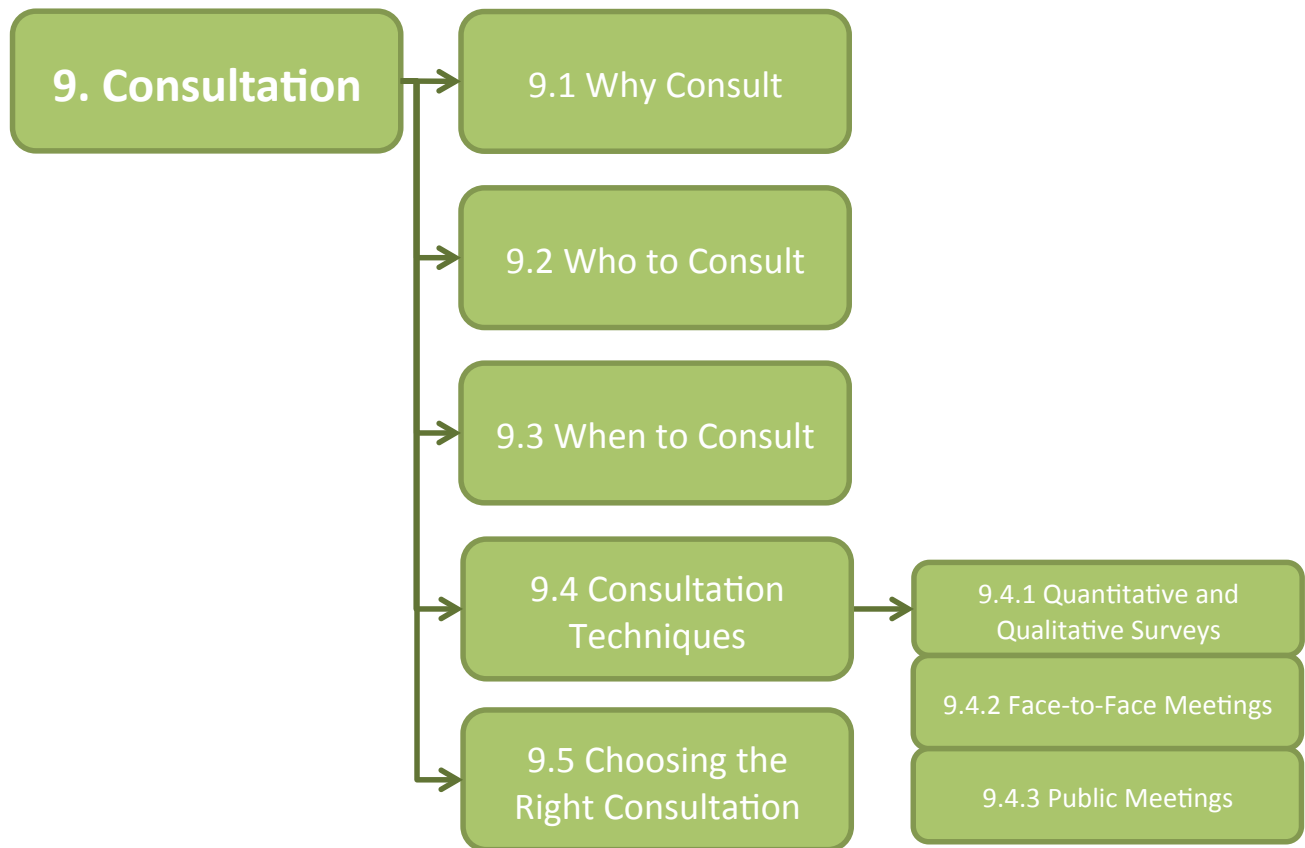 9. Consultation
9.1 Why Consult
9.2 Who to Consult
9.3 When to Consult
9.4 Consultation
Techniques
9.4.1 Quantitative and
Qualitative Surveys
9.4.2 Face-to-Face Meetings
9.4.3 Public Meetings
9.5 Choosing the
Right Consultation